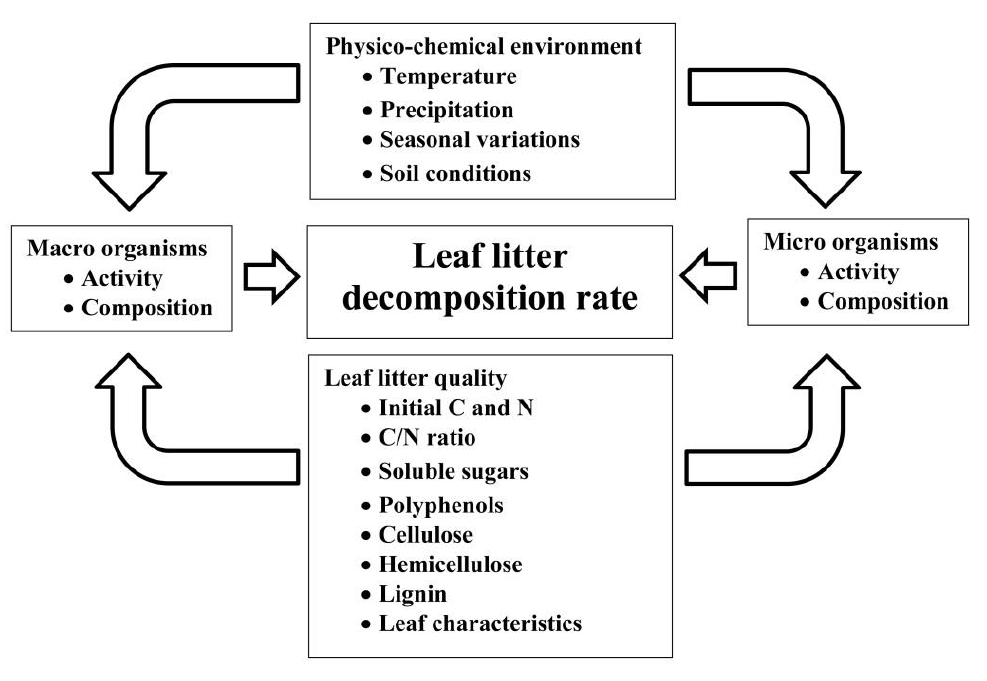 Physico-chemical environment
• Temperature
• Precipitation
• Seasonal variations
• Soil conditions
Macro organisms
• Activity
• Composition
Leaf litter
decomposition rate
Micro organisms
• Activity
• Composition
Leaf litter quality
• Initial C and N
• C/N ratio
• Soluble sugars
• Polyphenols
• Cellulose
• Hemicellulose
• Lignin
• Leaf characteristics